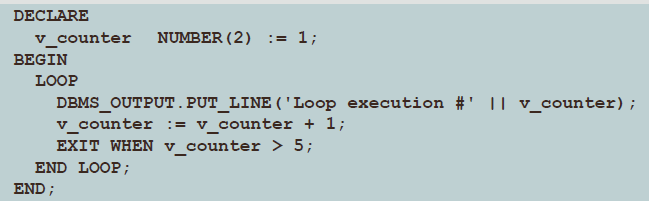 DECLARE
v_counter NUMBER(2) := 1;
BEGIN
LOOP
DBMS_OUTPUT.PUT_LINE('Loop execution #' || v_counter);
v_counter := v_counter + 1;
EXIT WHEN v_counter > 5;
END LOOP;
END;